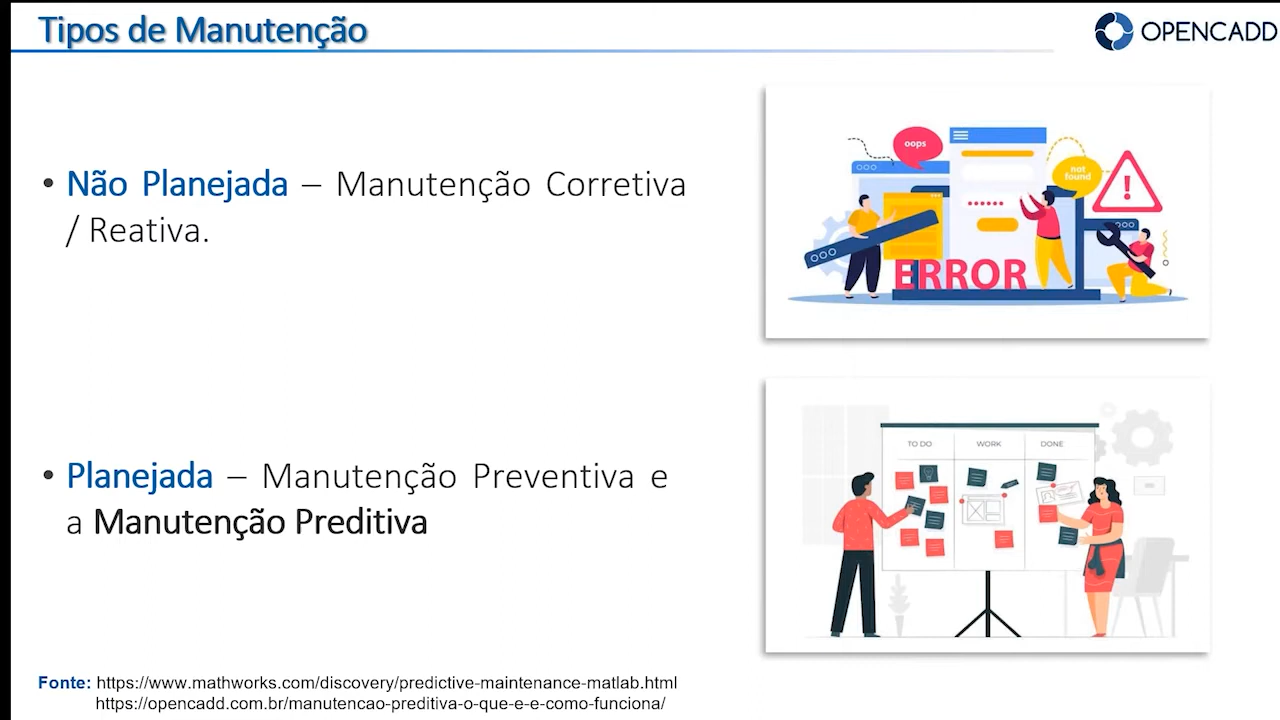 Tipos de Manutenção
OPENCADD
• Não Planejada – Manutenção Corretiva
/ Reativa.
oops
not
found
!
ERROR
• Planejada – Manutenção Preventiva e
a Manutenção Preditiva
TO DO WORK DONE
Fonte: https://www.mathworks.com/discovery/predictive-maintenance-matlab.html
https://opencadd.com.br/manutencao-preditiva-o-que-e-e-como-funciona/